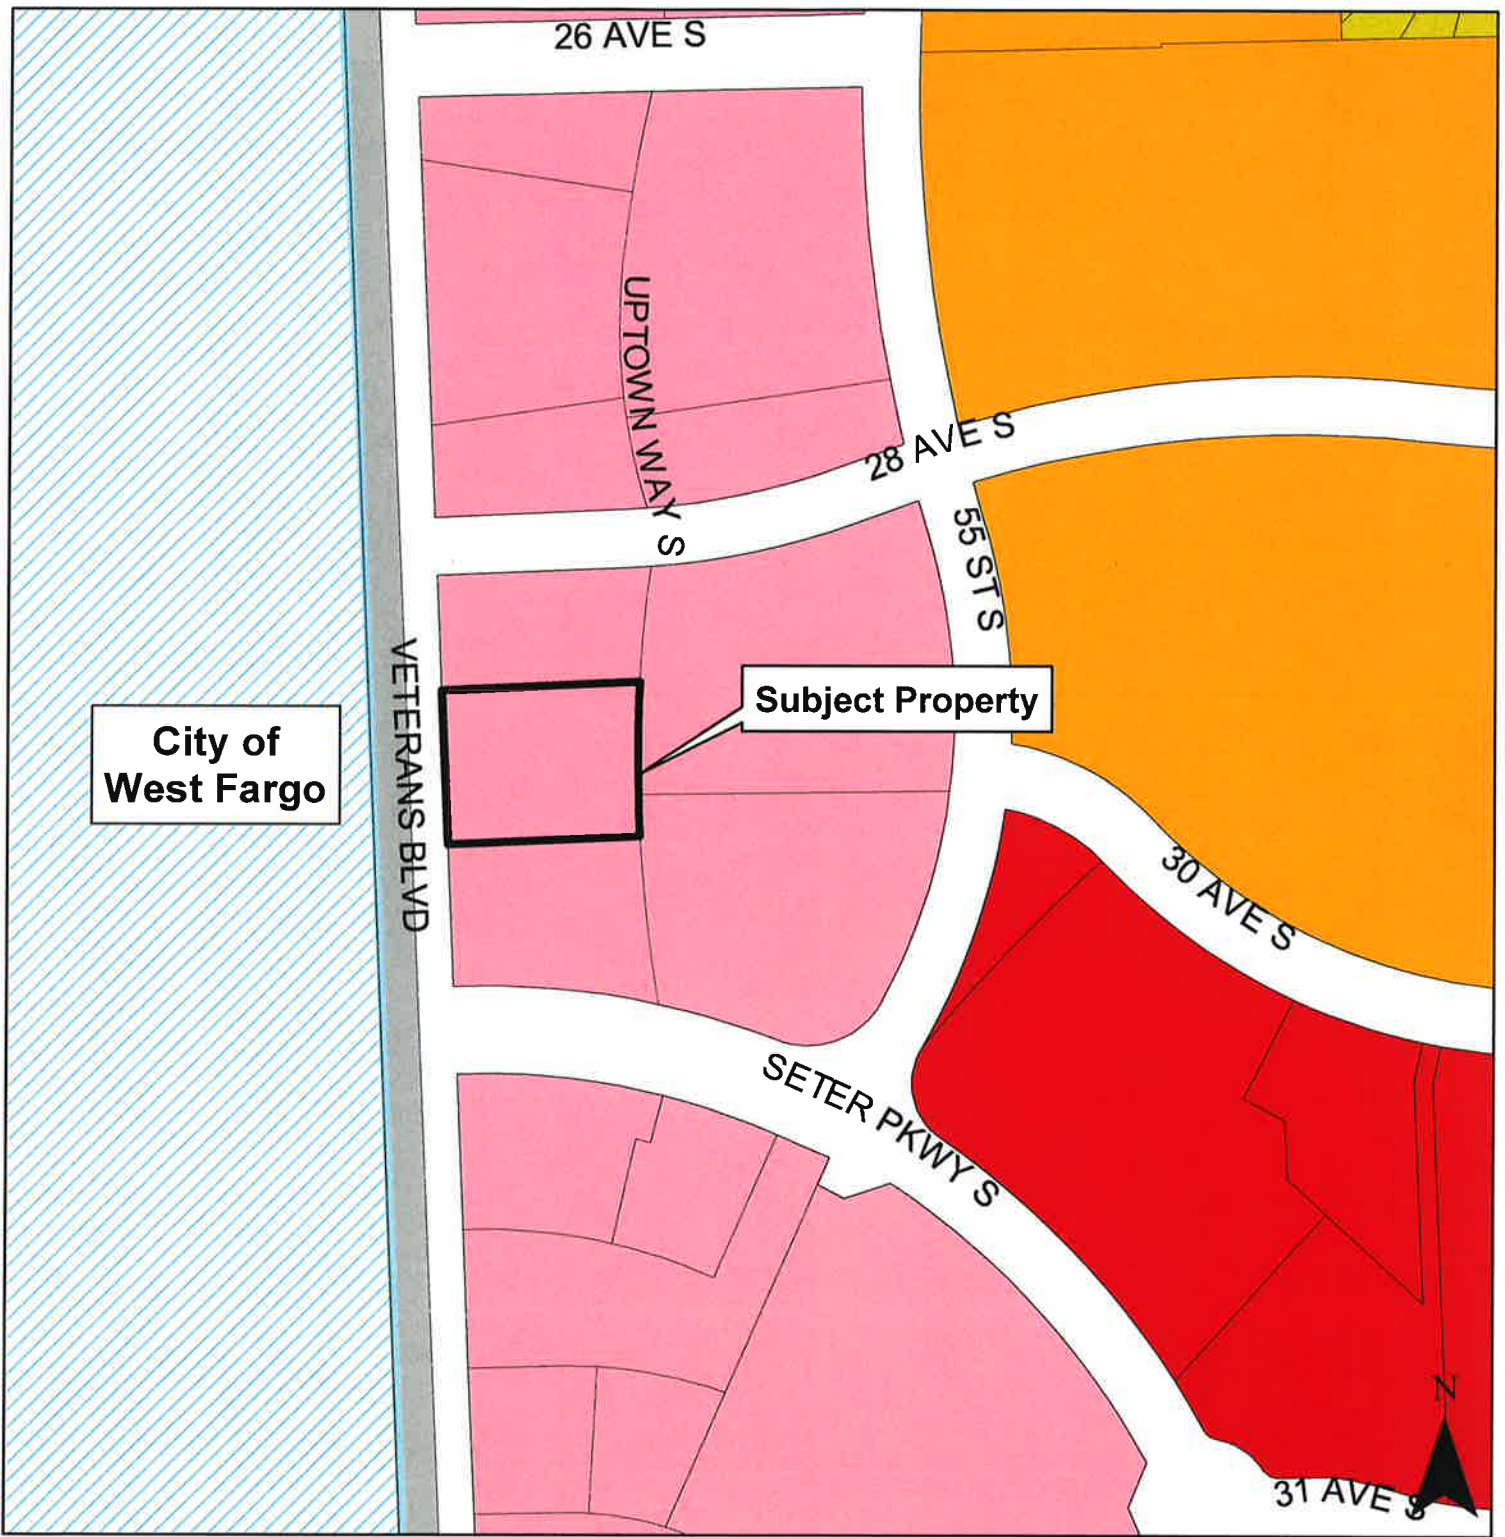 26 AVE S
UPTOWN WAY S
28 AVE S
55 ST S
VETERANS BLVD
Subject Property
City of
West Fargo
30 AVE S
SETER PKWY S
N
31 AVE S